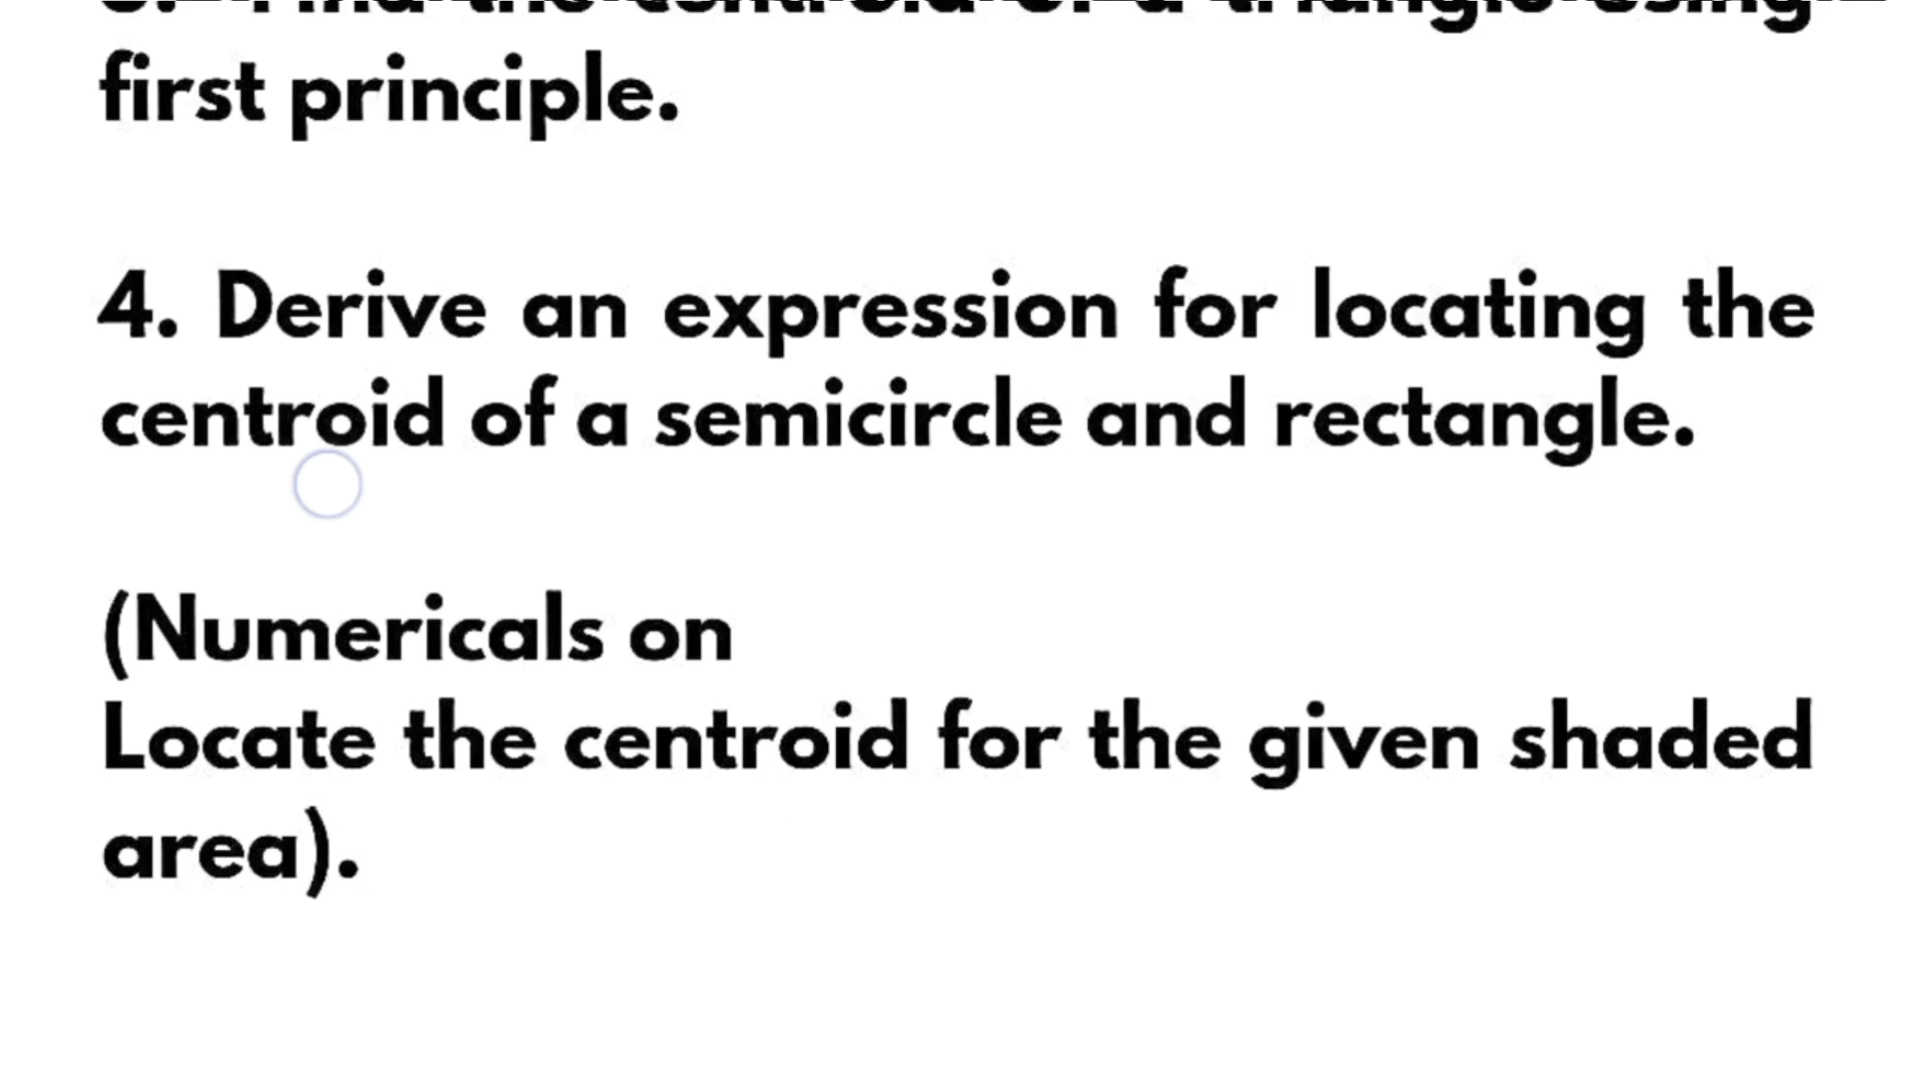 first principle.
4. Derive an expression for locating the
centroid of a semicircle and rectangle.
(Numericals on
Locate the centroid for the given shaded
area).